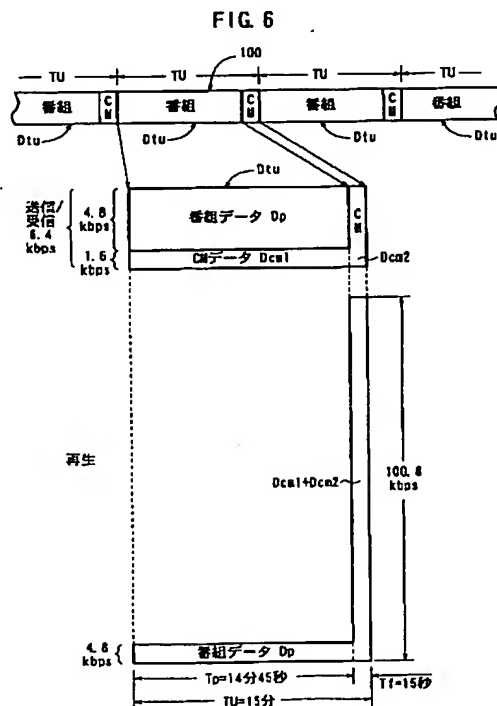 FIG. 6
100
TU TU TU TU
番組 CM 番組 CM 番組 CM 番組
Dtu Dtu Dtu Dtu
Dtu
送信/受信 6.4 kbps
4.8 kbps
番組データ Dp
CM
1.6 kbps
CMデータ Dcm1
Dcm2
再生
Dcm1+Dcm2
100.8 kbps
4.8 kbps
番組データ Dp
Tp=14分45秒
Tf=15秒
TU=15分